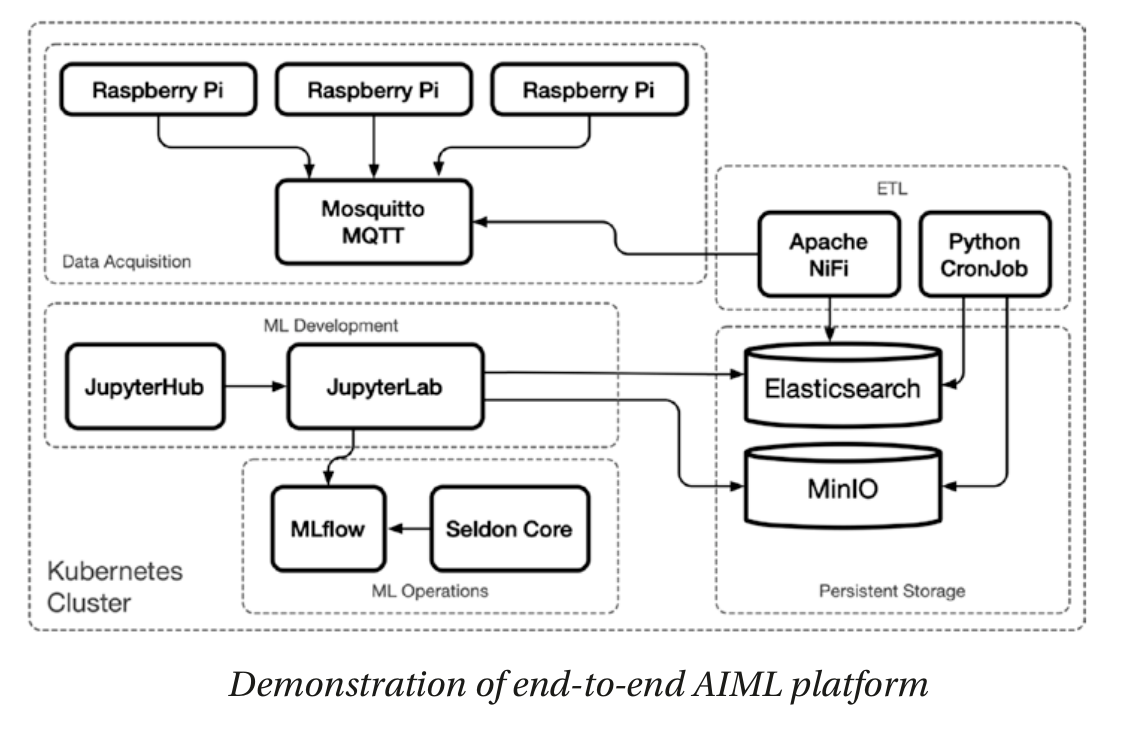 Raspberry Pi
Raspberry Pi
Raspberry Pi
Mosquitto
MQTT
Data Acquisition
ETL
Apache
NiFi
Python
CronJob
ML Development
JupyterHub
JupyterLab
Elasticsearch
MinIO
Persistent Storage
MLflow
Seldon Core
ML Operations
Kubernetes
Cluster
Demonstration of end-to-end AIML platform